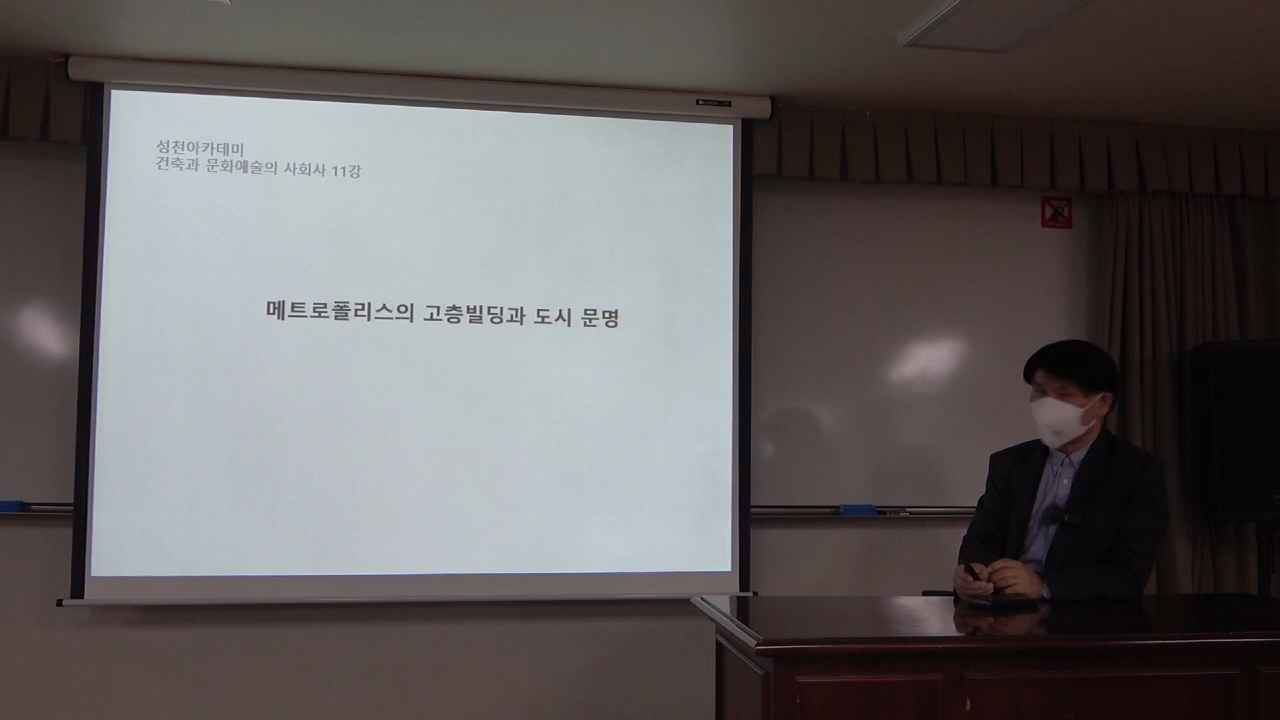 성천아카데미
건축과 문화예술의 사회사 11강
메트로폴리스의 고층빌딩과 도시 문명